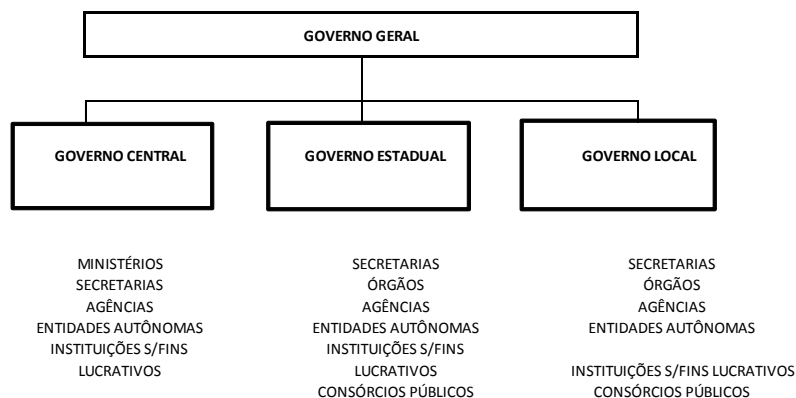 GOVERNO GERAL
GOVERNO CENTRAL
GOVERNO ESTADUAL
GOVERNO LOCAL
MINISTÉRIOS
SECRETARIAS
AGÊNCIAS
ENTIDADES AUTÔNOMAS
INSTITUIÇÕES S/FINS
LUCRATIVOS
SECRETARIAS
ÓRGÃOS
AGÊNCIAS
ENTIDADES AUTÔNOMAS
INSTITUIÇÕES S/FINS
LUCRATIVOS
CONSÓRCIOS PÚBLICOS
SECRETARIAS
ÓRGÃOS
AGÊNCIAS
ENTIDADES AUTÔNOMAS
INSTITUIÇÕES S/FINS LUCRATIVOS
CONSÓRCIOS PÚBLICOS